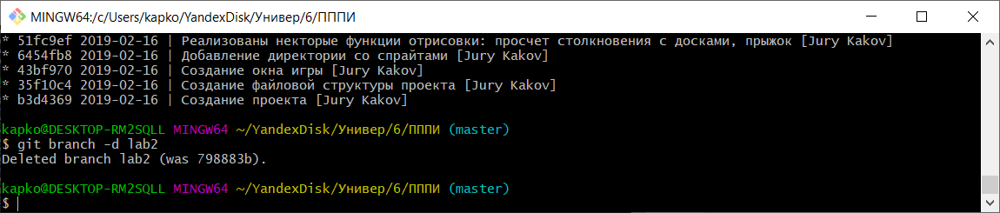 MINGW64:/c/Users/kapko/YandexDisk/Универ/6/ПППИ
* 51fc9ef 2019-02-16 | Реализованы некторые функции отрисовки: просчет столкновения с досками, прыжок [Jury Kakov]
* 6454fb8 2019-02-16 | Добавление директории со спрайтами [Jury Kakov]
* 43bf970 2019-02-16 | Создание окна игры [Jury Kakov]
* 35f10c4 2019-02-16 | Создание файловой структуры проекта [Jury Kakov]
* b3d4369 2019-02-16 | Создание проекта [Jury Kakov]
kapko@DESKTOP-RM2SQLL MINGW64 ~/YandexDisk/Универ/6/ПППИ (master)
$ git branch -d lab2
Deleted branch lab2 (was 798883b).
kapko@DESKTOP-RM2SQLL MINGW64 ~/YandexDisk/Универ/6/ПППИ (master)
$